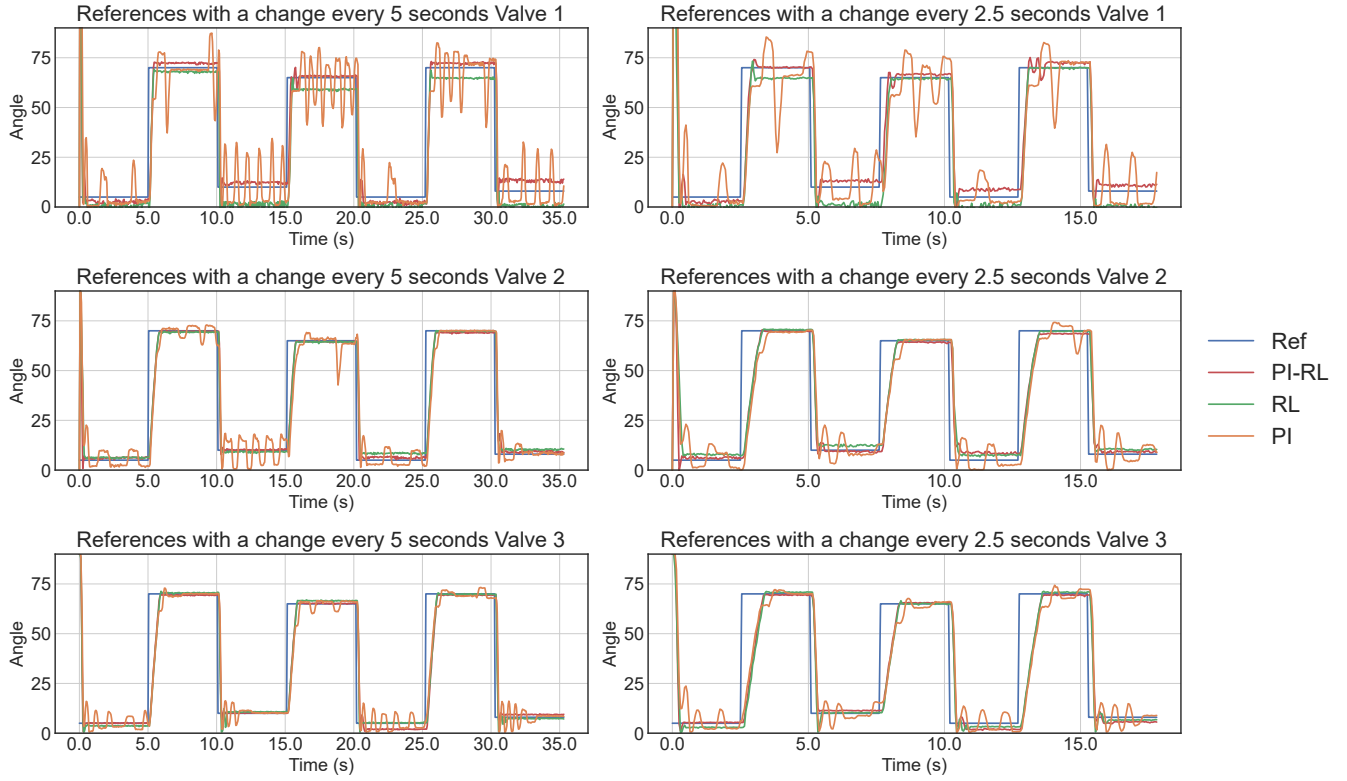 References with a change every 5 seconds Valve 1
References with a change every 2.5 seconds Valve 1
75
50
25
0
Angle
0.0 5.0 10.0 15.0 20.0 25.0 30.0 35.0
Time (s)
75
50
25
0
Angle
0.0 5.0 10.0 15.0
Time (s)
References with a change every 5 seconds Valve 2
References with a change every 2.5 seconds Valve 2
75
50
25
0
Angle
0.0 5.0 10.0 15.0 20.0 25.0 30.0 35.0
Time (s)
75
50
25
0
Angle
0.0 5.0 10.0 15.0
Time (s)
Ref
PI-RL
RL
PI
References with a change every 5 seconds Valve 3
References with a change every 2.5 seconds Valve 3
75
50
25
0
Angle
0.0 5.0 10.0 15.0 20.0 25.0 30.0 35.0
Time (s)
75
50
25
0
Angle
0.0 5.0 10.0 15.0
Time (s)